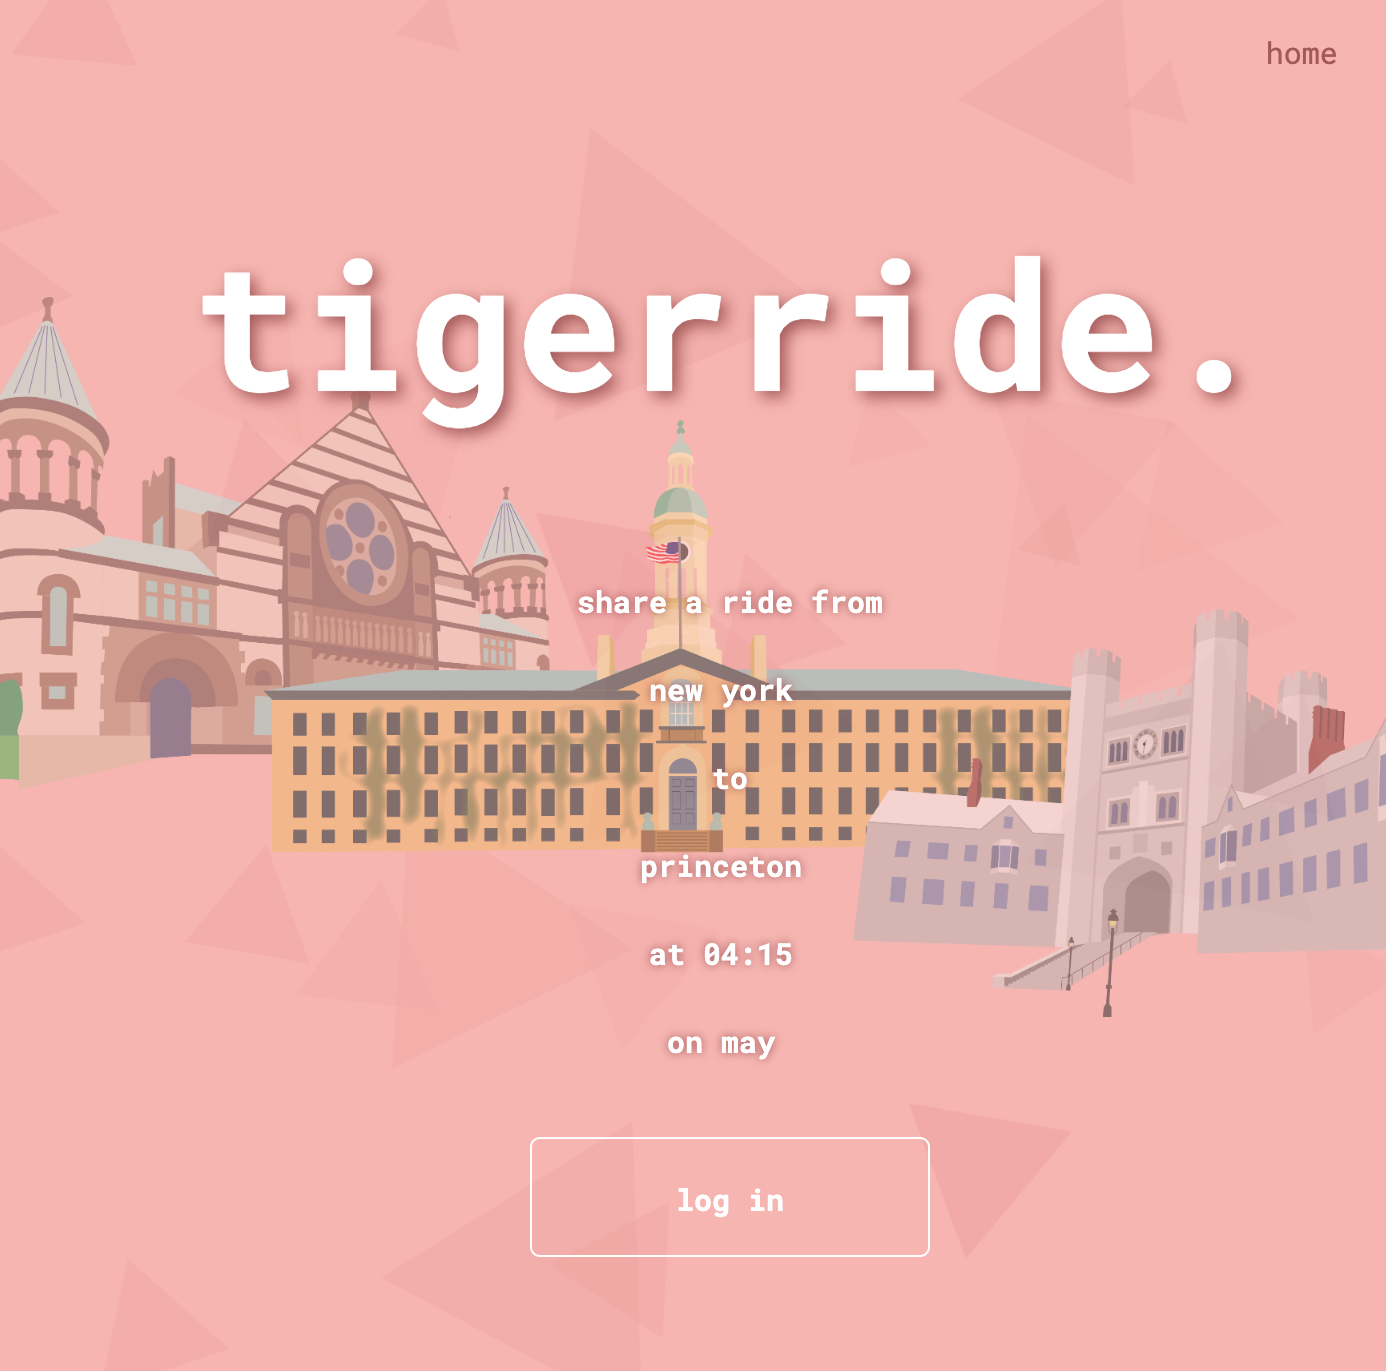 home
tigerride.
share a ride from
new york
to
princeton
at 04:15
on may
log in